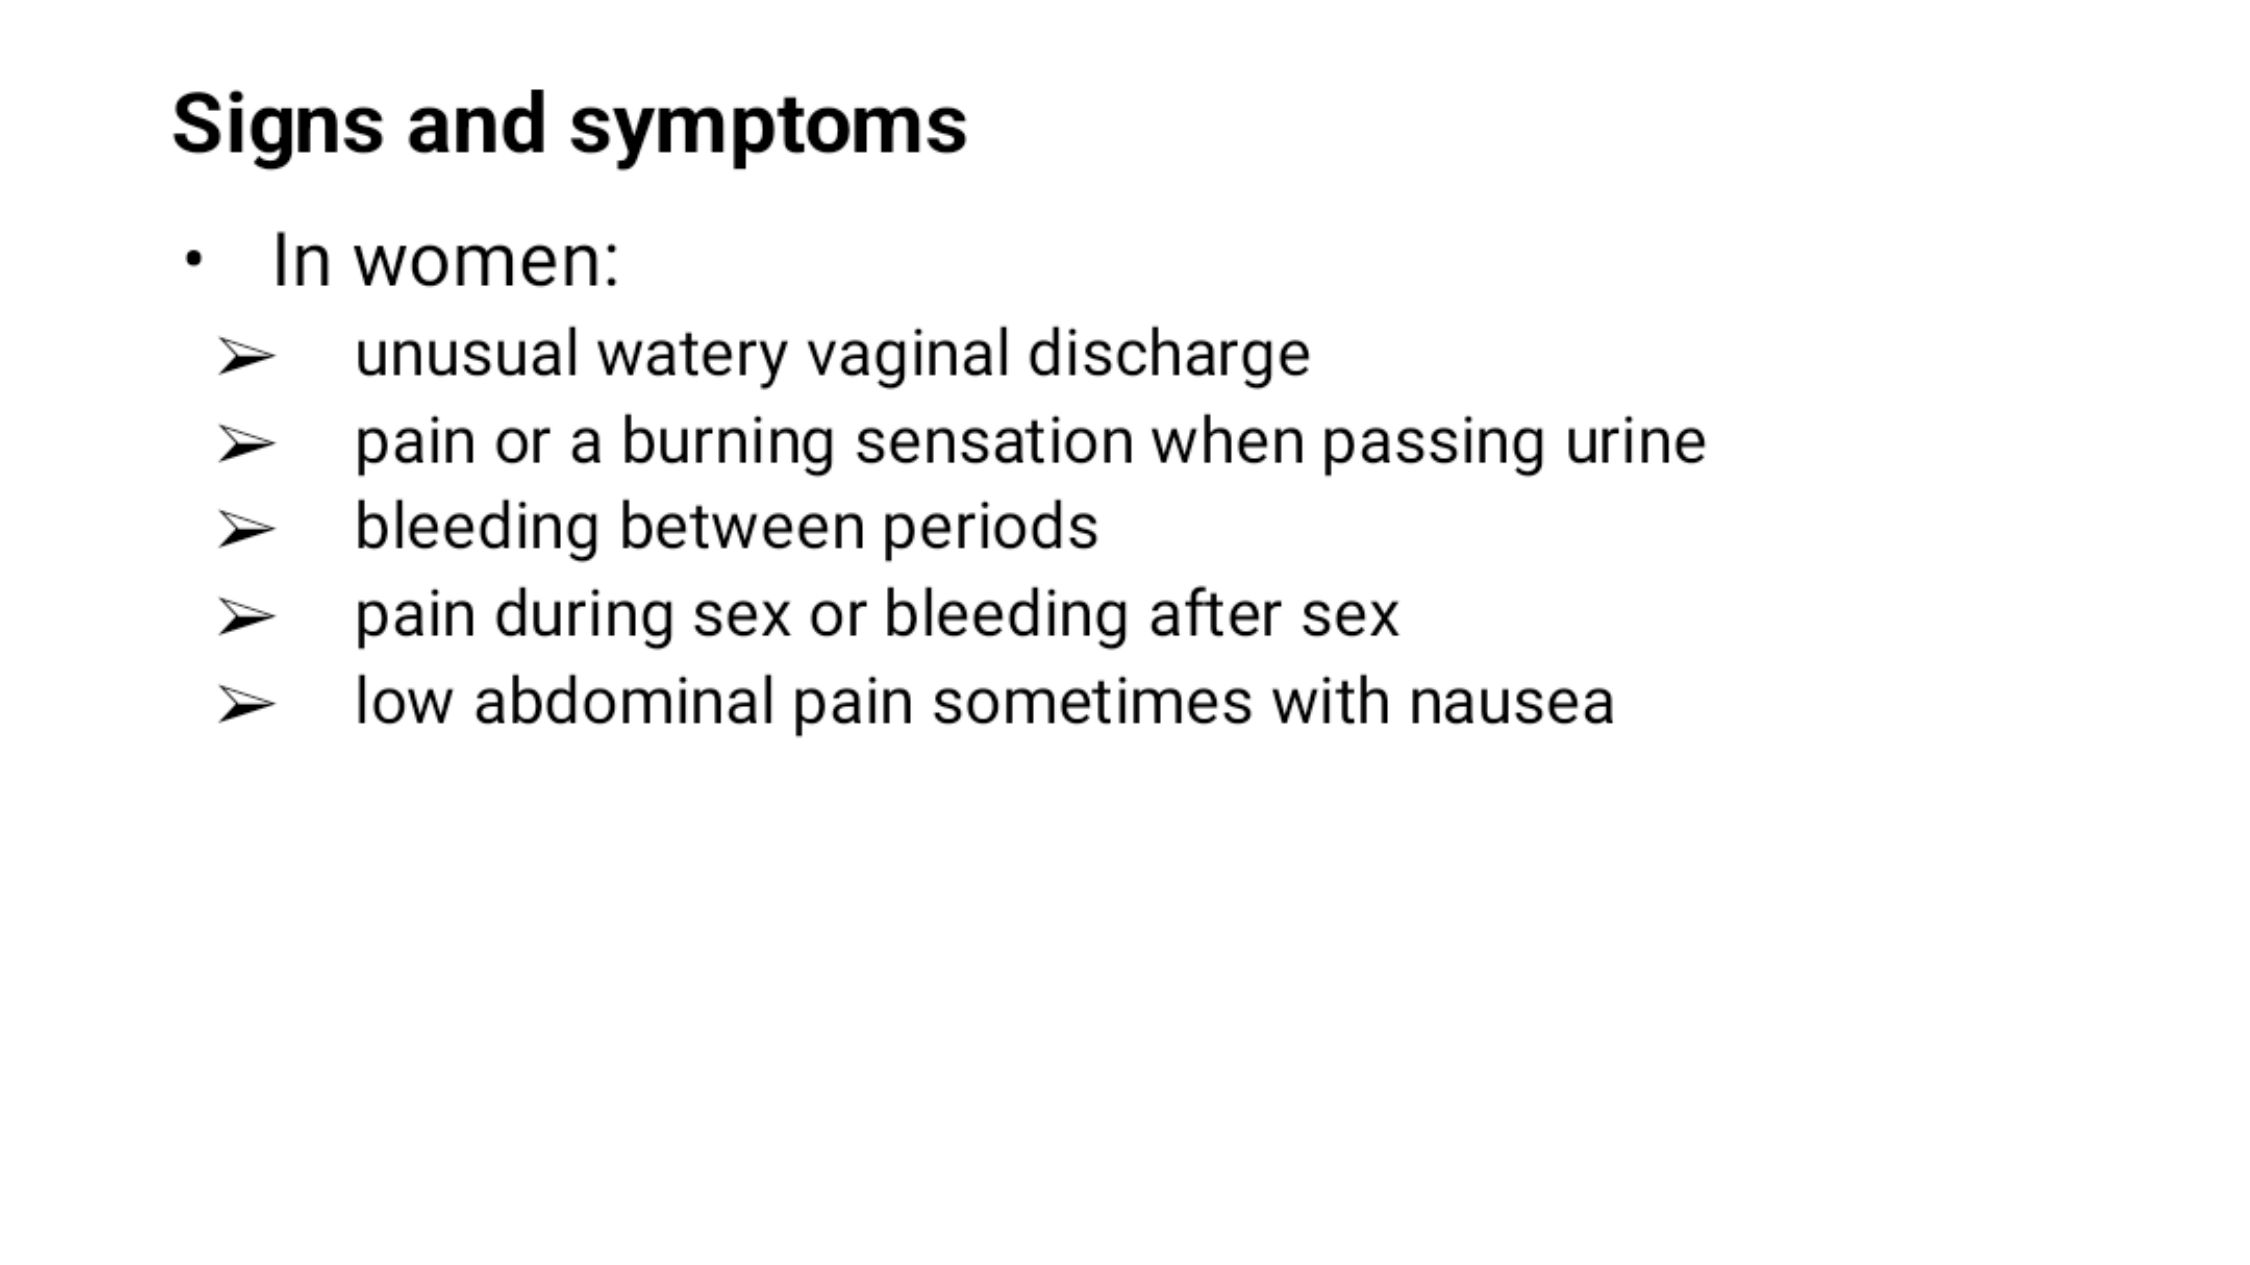 Signs and symptoms
• In women:
➢ unusual watery vaginal discharge
➢ pain or a burning sensation when passing urine
➢ bleeding between periods
➢ pain during sex or bleeding after sex
➢ low abdominal pain sometimes with nausea